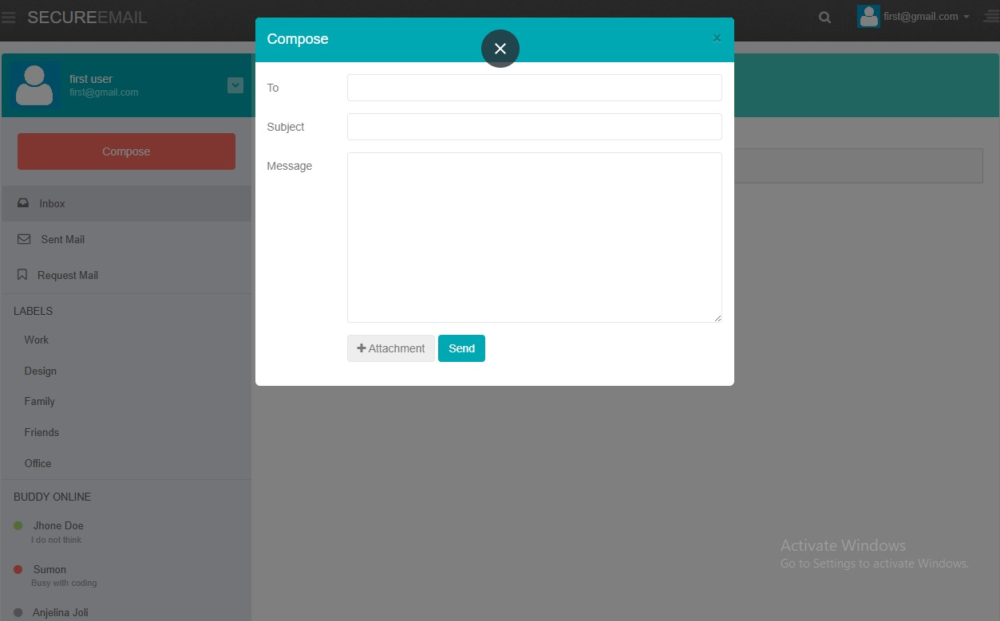 SECUREEMAIL
first@gmail.com
Compose
×
first user
first@gmail.com
To
Subject
Compose
Message
Inbox
Sent Mail
Request Mail
LABELS
Work
+ Attachment
Send
Design
Family
Friends
Office
BUDDY ONLINE
Jhone Doe
I do not think
Sumon
Busy with coding
Anjelina Joli
Activate Windows
Go to Settings to activate Windows.